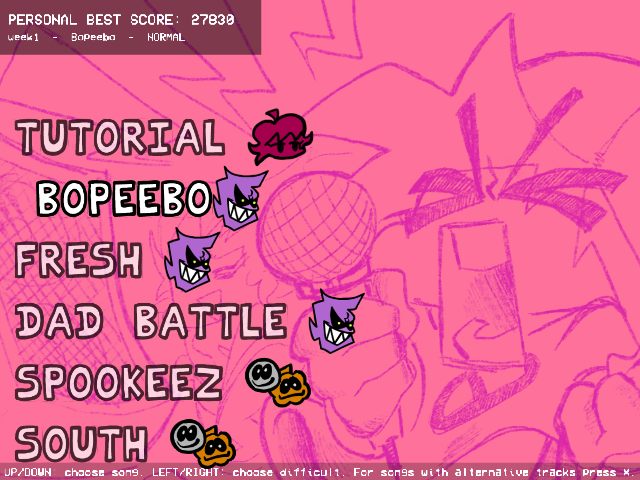 PERSONAL BEST SCORE: 27830
week1 - Bopeebo - NORMAL
TUTORIAL
BOPEEBO
FRESH
DAD BATTLE
SPOOKEEZ
SOUTH
UP/DOWN choose song. LEFT/RIGHT: choose difficult. For songs with alternative tracks press X.